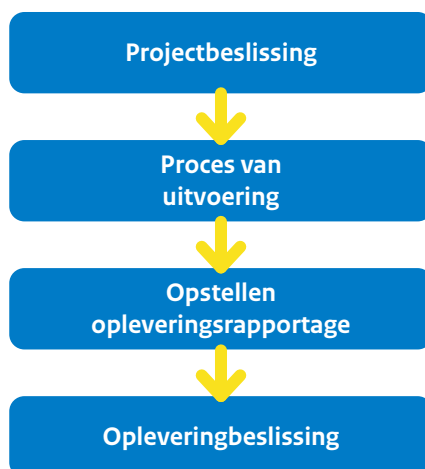 Projectbeslissing
Proces van
uitvoering
Opstellen
opleveringsrapportage
Opleveringbeslissing